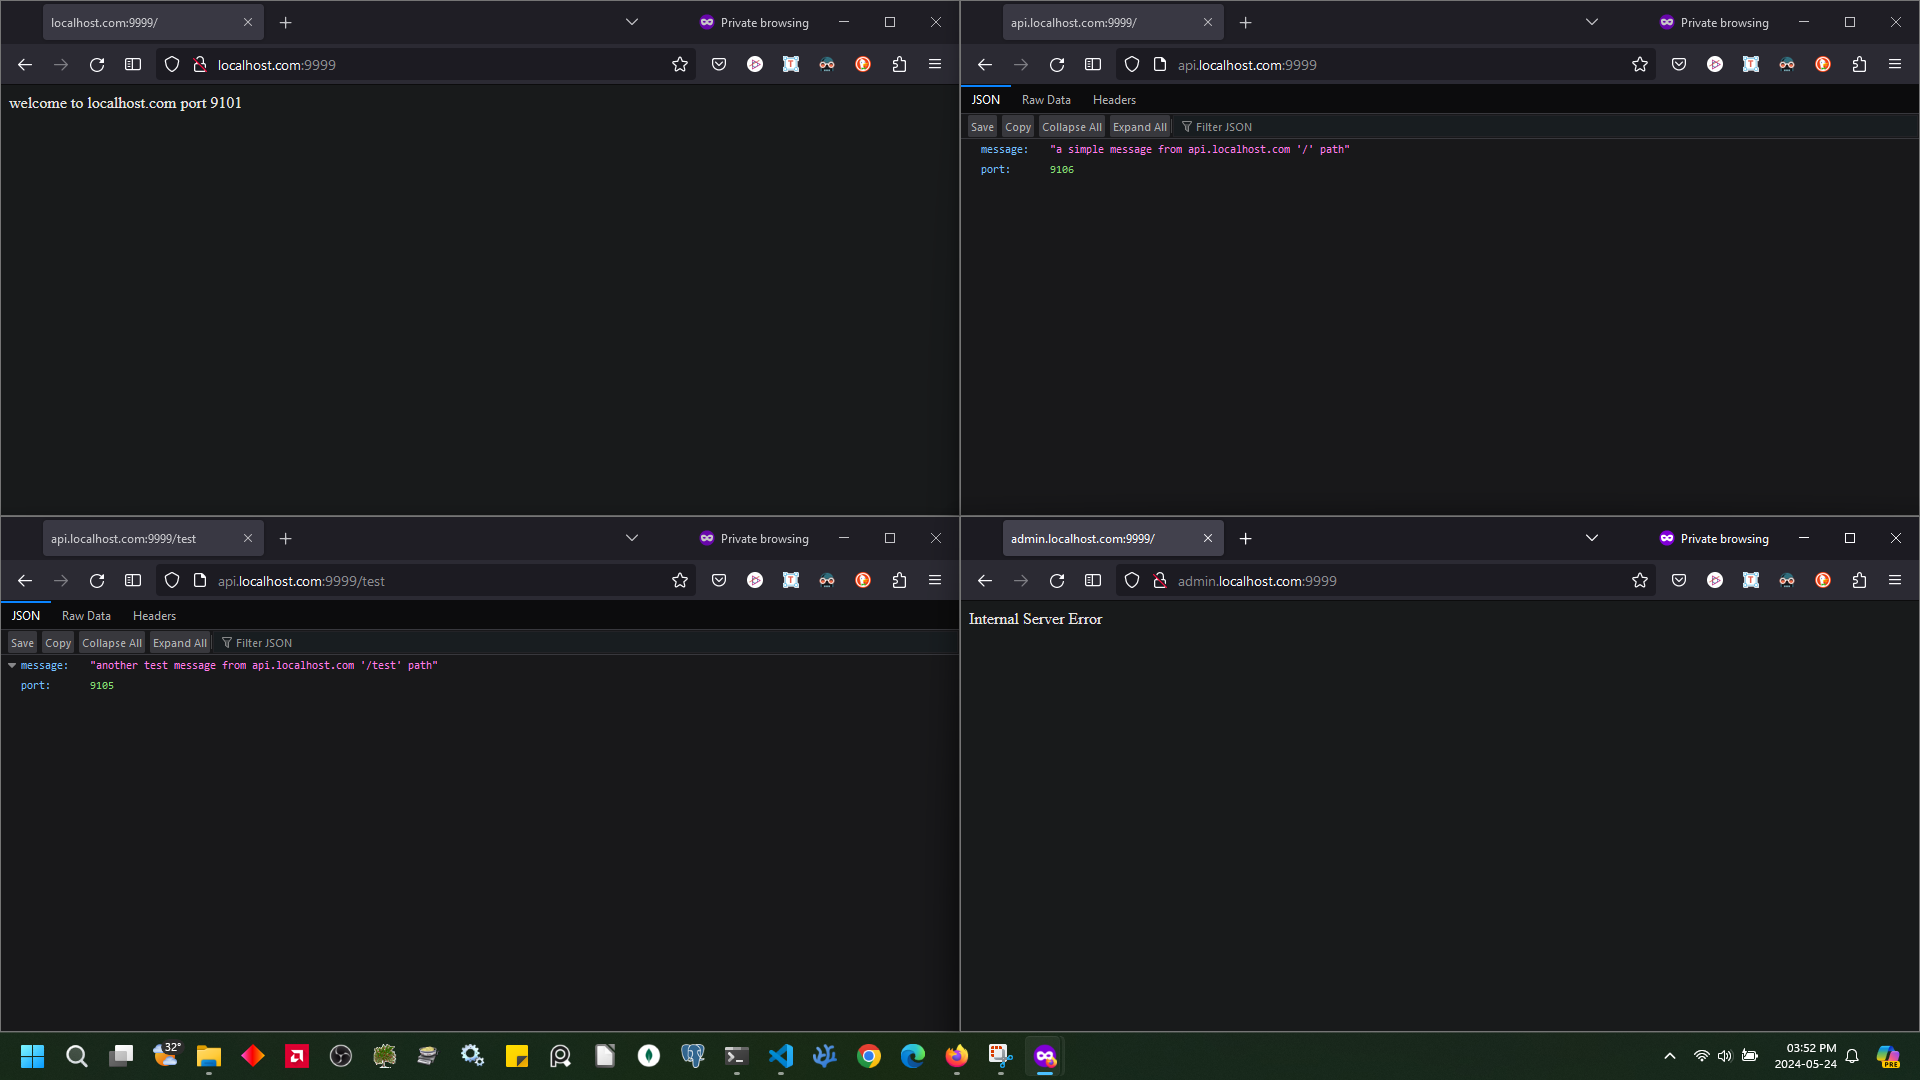 localhost.com:9999/
Private browsing
localhost.com:9999
welcome to localhost.com port 9101
api.localhost.com:9999/
Private browsing
api.localhost.com:9999
JSON Raw Data Headers
Save Copy Collapse All Expand All Filter JSON
message: "a simple message from api.localhost.com '/' path"
port: 9106
api.localhost.com:9999/test
Private browsing
api.localhost.com:9999/test
JSON Raw Data Headers
Save Copy Collapse All Expand All Filter JSON
message: "another test message from api.localhost.com '/test' path"
port: 9105
admin.localhost.com:9999/
Private browsing
admin.localhost.com:9999
Internal Server Error
32°
03:52 PM
2024-05-24
PRE